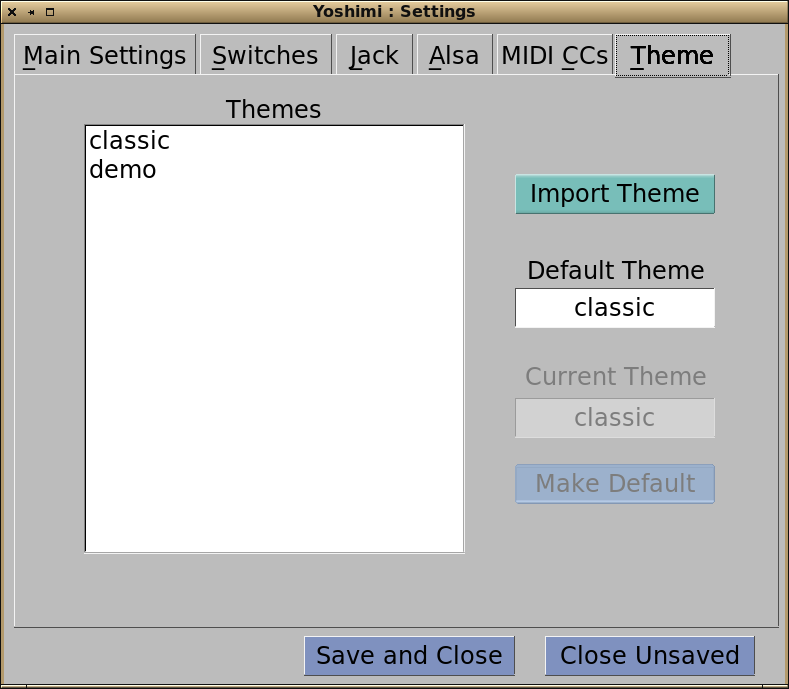 Yoshimi : Settings
Main Settings Switches Jack Alsa MIDI CCs Theme
Themes
classic
demo
Import Theme
Default Theme
classic
Current Theme
classic
Make Default
Save and Close Close Unsaved